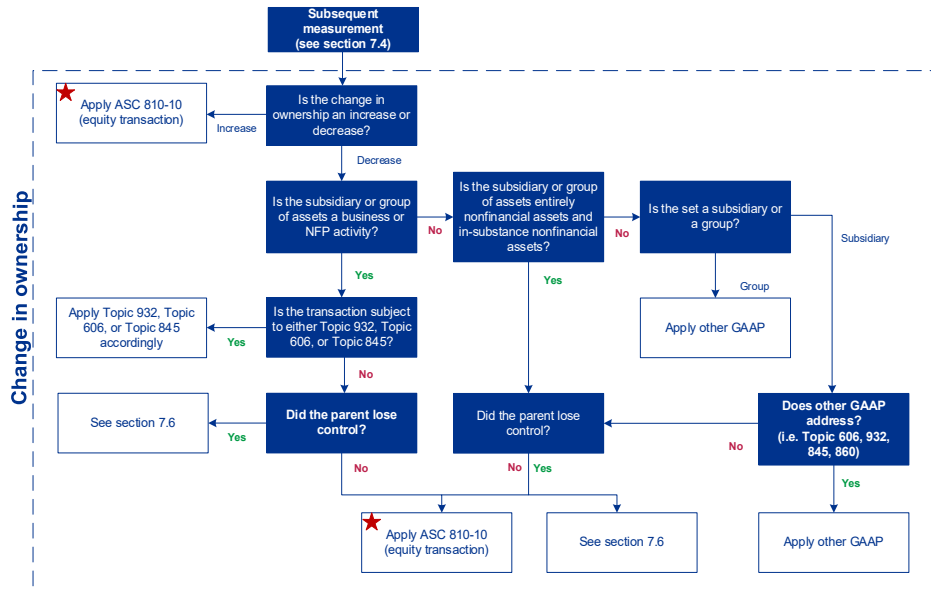 Subsequent
measurement
(see section 7.4)
Change in ownership
Is the change in
ownership an increase or
decrease?
Increase
Apply ASC 810-10
(equity transaction)
Decrease
Is the subsidiary or group
of assets a business or
NFP activity?
No
Is the subsidiary or group
of assets entirely
nonfinancial assets and
in-substance nonfinancial
assets?
No
Is the set a subsidiary or
a group?
Subsidiary
Group
Apply other GAAP
Yes
Yes
Is the transaction subject
to either Topic 932, Topic
606, or Topic 845?
Yes
Apply Topic 932, Topic
606, or Topic 845
accordingly
No
Did the parent lose
control?
Yes
See section 7.6
No
Did the parent lose
control?
No
Yes
Does other GAAP
address?
(i.e. Topic 606, 932,
845, 860)
No
Yes
Apply ASC 810-10
(equity transaction)
See section 7.6
Apply other GAAP